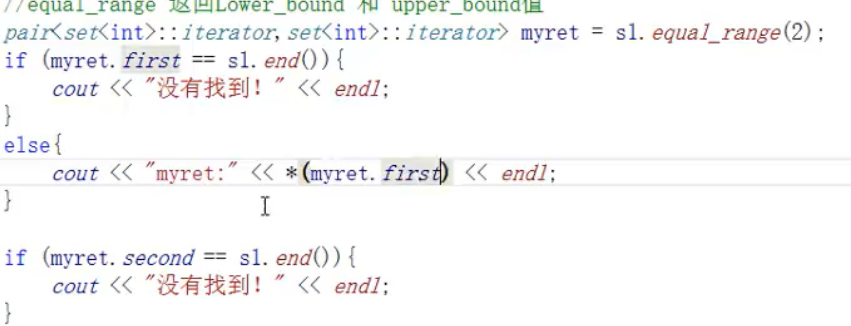 //equal_range 返回Lower_bound 和 upper_bound值
pair<set<int>::iterator,set<int>::iterator> myret = s1.equal_range(2);
if (myret.first == s1.end()){
cout << "没有找到！" << endl;
}
else{
cout << "myret:" << *(myret.first) << endl;
}
if (myret.second == s1.end()){
cout << "没有找到！" << endl;
}